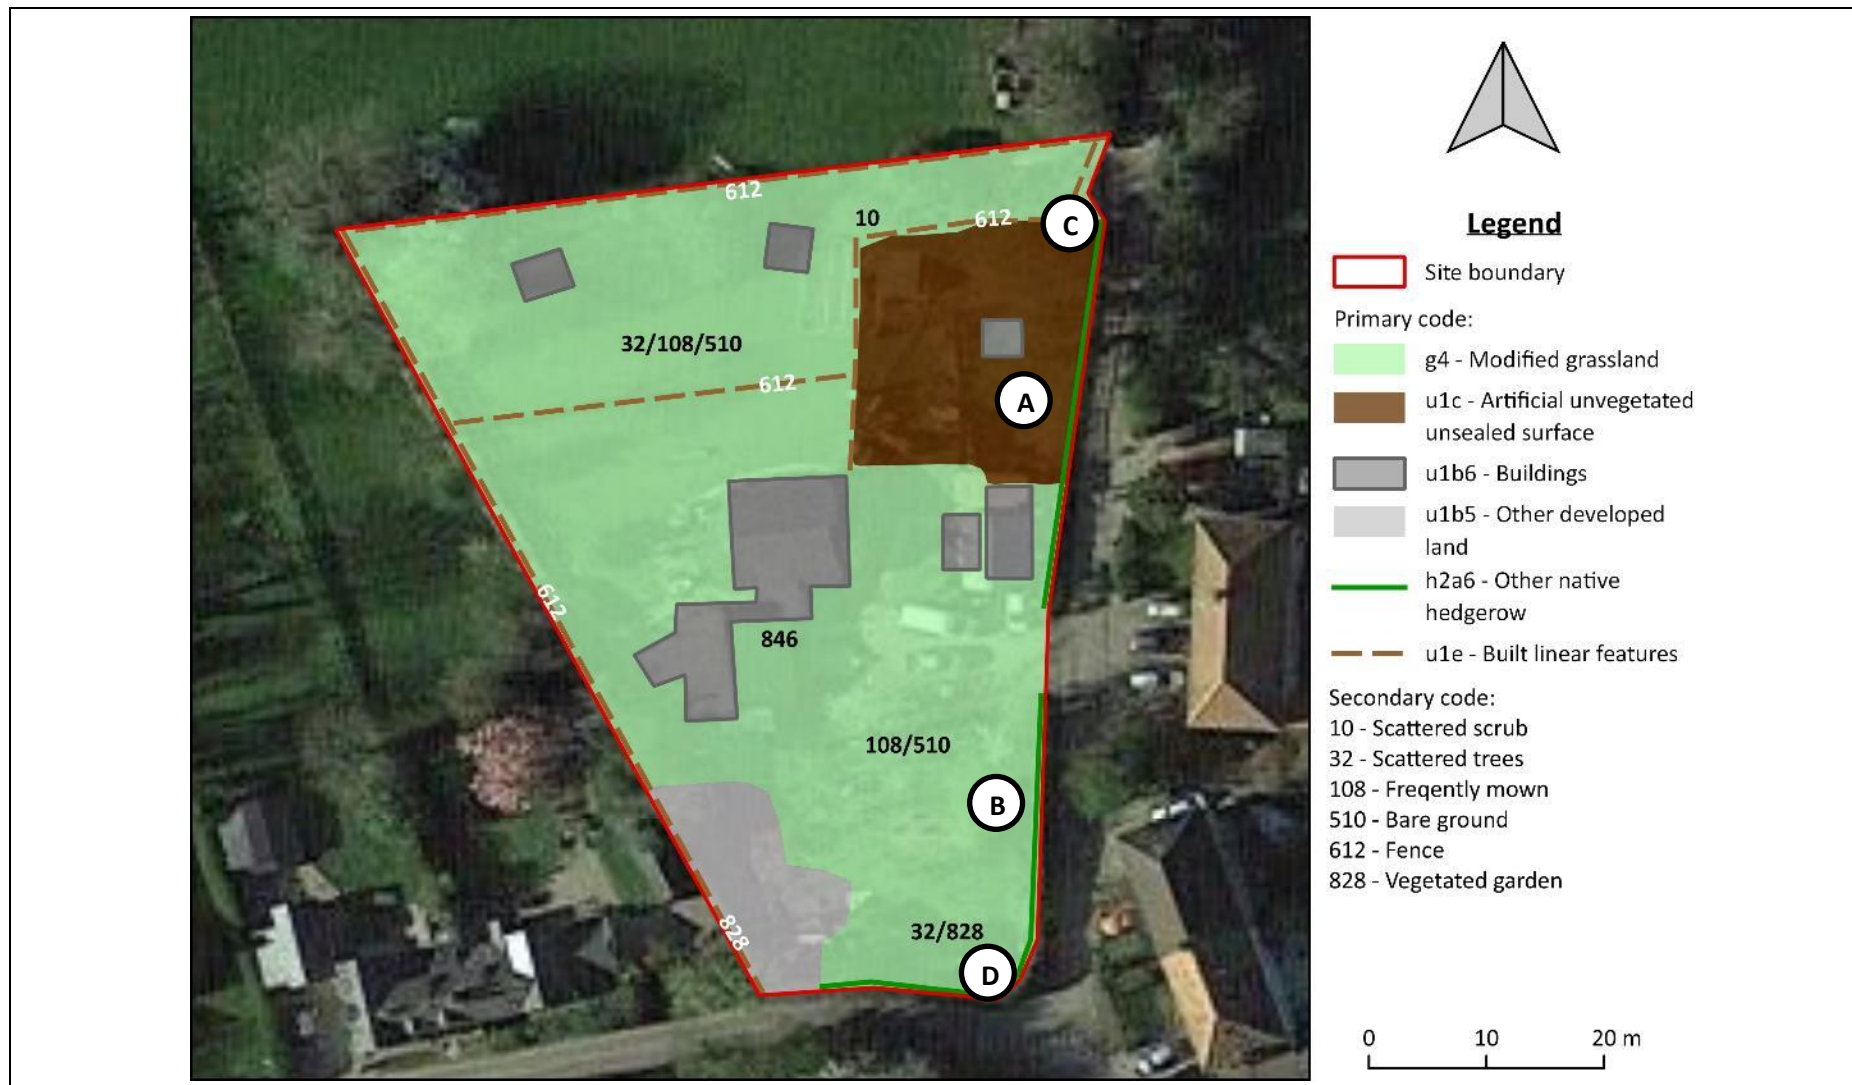 612
10
612
C
32/108/510
612
A
612
846
108/510
B
828
32/828
D
Legend
Site boundary
Primary code:
g4 - Modified grassland
u1c - Artificial unvegetated
unsealed surface
u1b6 - Buildings
u1b5 - Other developed
land
h2a6 - Other native
hedgerow
u1e - Built linear features
Secondary code:
10 - Scattered scrub
32 - Scattered trees
108 - Freqently mown
510 - Bare ground
612 - Fence
828 - Vegetated garden
0 10 20 m